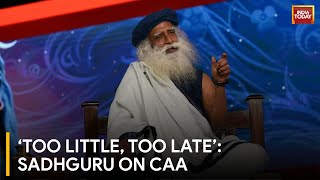 INDIA
TODAY
‘TOO LITTLE, TOO LATE’:
SADHGURU ON CAA